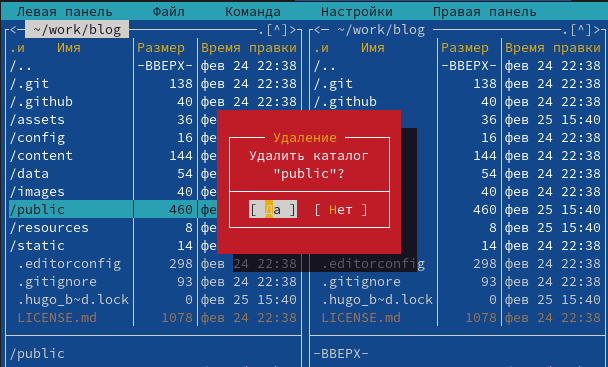 Левая панель Файл Команда Настройки Правая панель
<─ ~/work/blog .[^]> <─ ~/work/blog .[^]>
.и Имя Размер Время правки .и Имя Размер Время правки
/.. -ВВЕРХ- фев 24 22:38 /.. -ВВЕРХ- фев 24 22:38
/.git 138 фев 24 22:38 /.git 138 фев 24 22:38
/.github 40 фев 24 22:38 /.github 40 фев 24 22:38
/assets 36 фев 36 фев 25 15:40
/config 16 фев 16 фев 24 22:38
/content 144 фев 144 фев 24 22:38
/data 54 фев 54 фев 24 22:38
/images 40 фев 40 фев 24 22:38
/public 460 460 фев 25 15:40
/resources 8 фев 8 фев 25 15:40
/static 14 фев 14 фев 24 22:38
.editorconfig 298 фев 24 22:38 .editorconfig 298 фев 24 22:38
.gitignore 93 фев 24 22:38 .gitignore 93 фев 24 22:38
.hugo_b~d.lock 0 фев 25 15:40 .hugo_b~d.lock 0 фев 25 15:40
LICENSE.md 1078 фев 24 22:38 LICENSE.md 1078 фев 24 22:38
/public -ВВЕРХ-
Удаление
Удалить каталог
"public"?
[ Да ] [ Нет ]